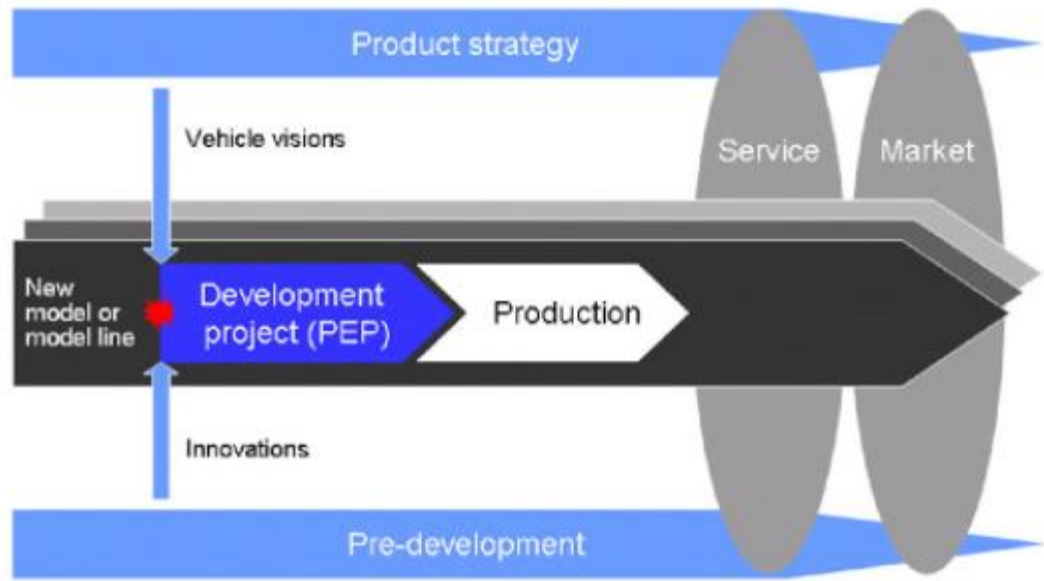 Product strategy
Vehicle visions
Service
Market
New
model or
model line
Development
project (PEP)
Production
Innovations
Pre-development